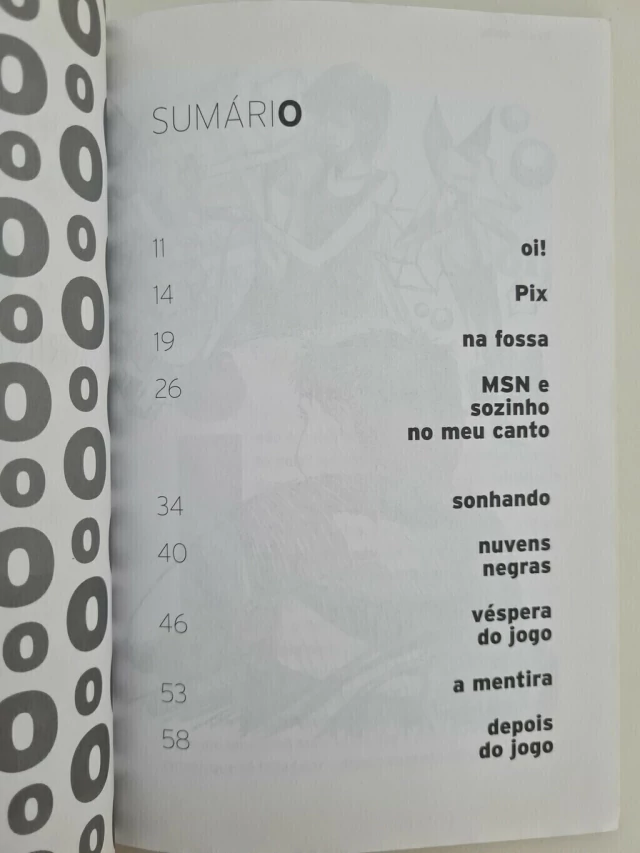 SUMÁRIO
11 oi!
14 Pix
19 na fossa
26 MSN e
sozinho
no meu canto
34 sonhando
40 nuvens
negras
46 véspera
do jogo
53 a mentira
58 depois
do jogo